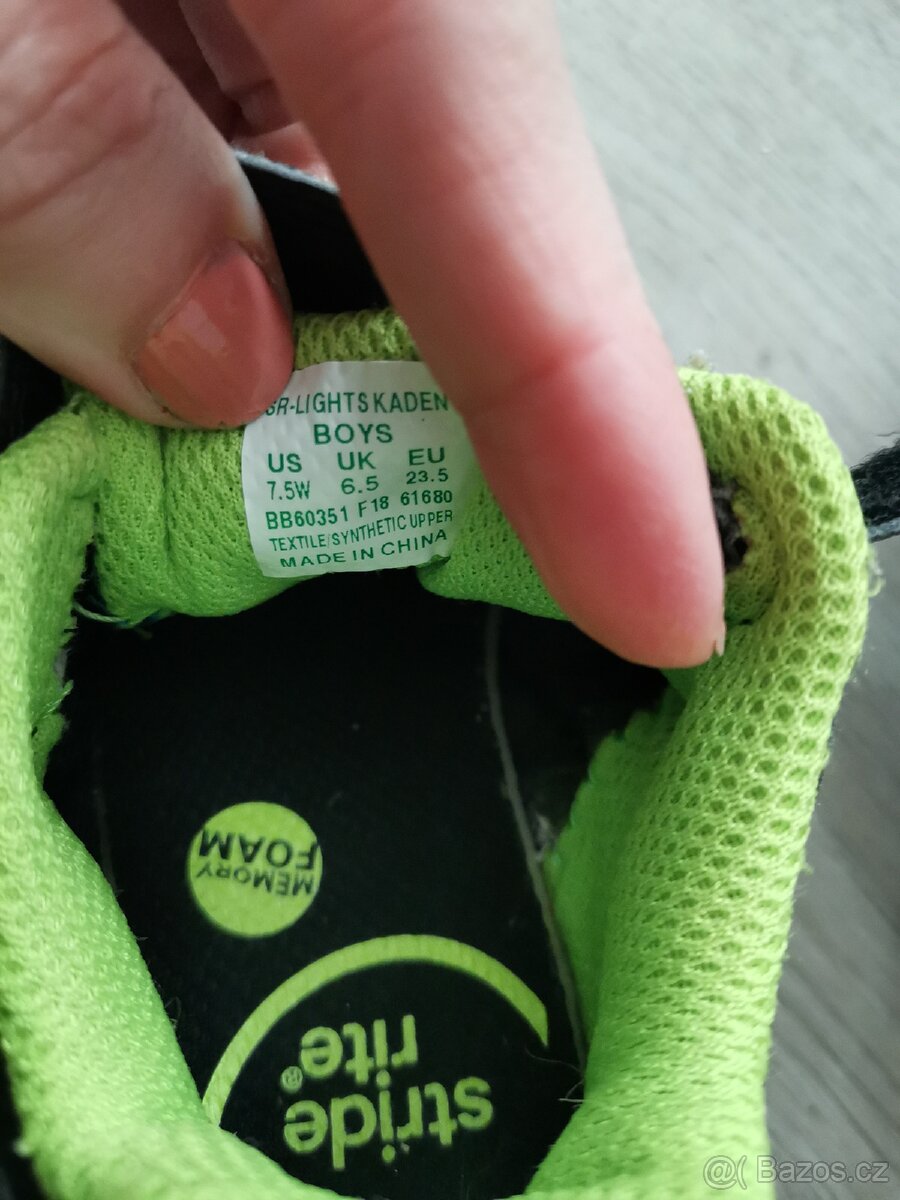 SR-LIGHTS KADEN
BOYS
US UK EU
7.5W 6.5 23.5
BB60351 F18 61680
TEXTILE/SYNTHETIC UPPER
MADE IN CHINA
MEMORY
FOAM
stride
rite®
@( Bazos.cz